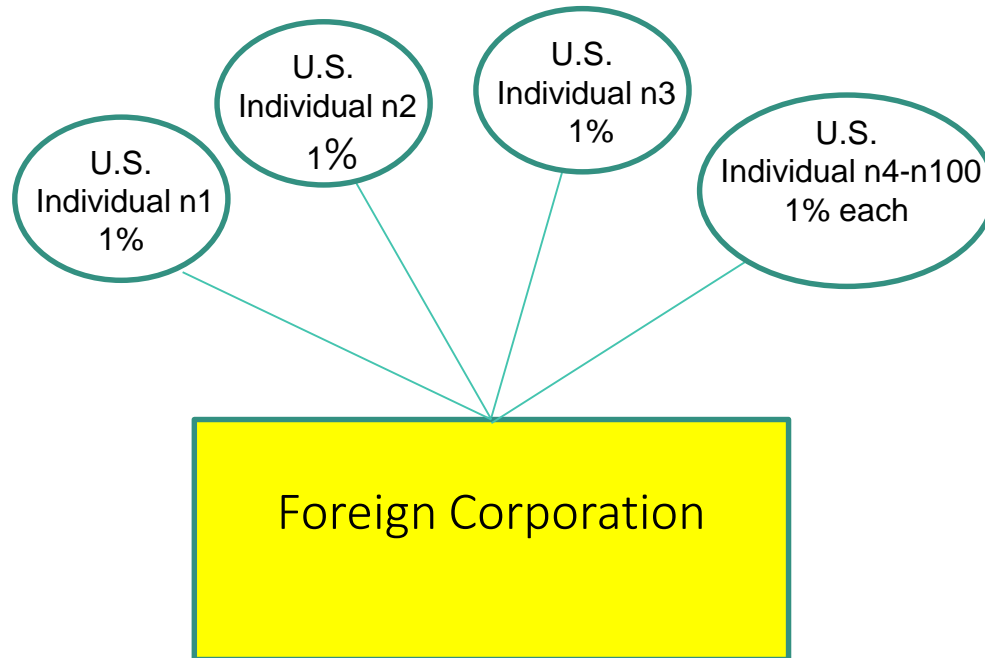 U.S.
Individual n1
1%
U.S.
Individual n2
1%
U.S.
Individual n3
1%
U.S.
Individual n4-n100
1% each
Foreign Corporation